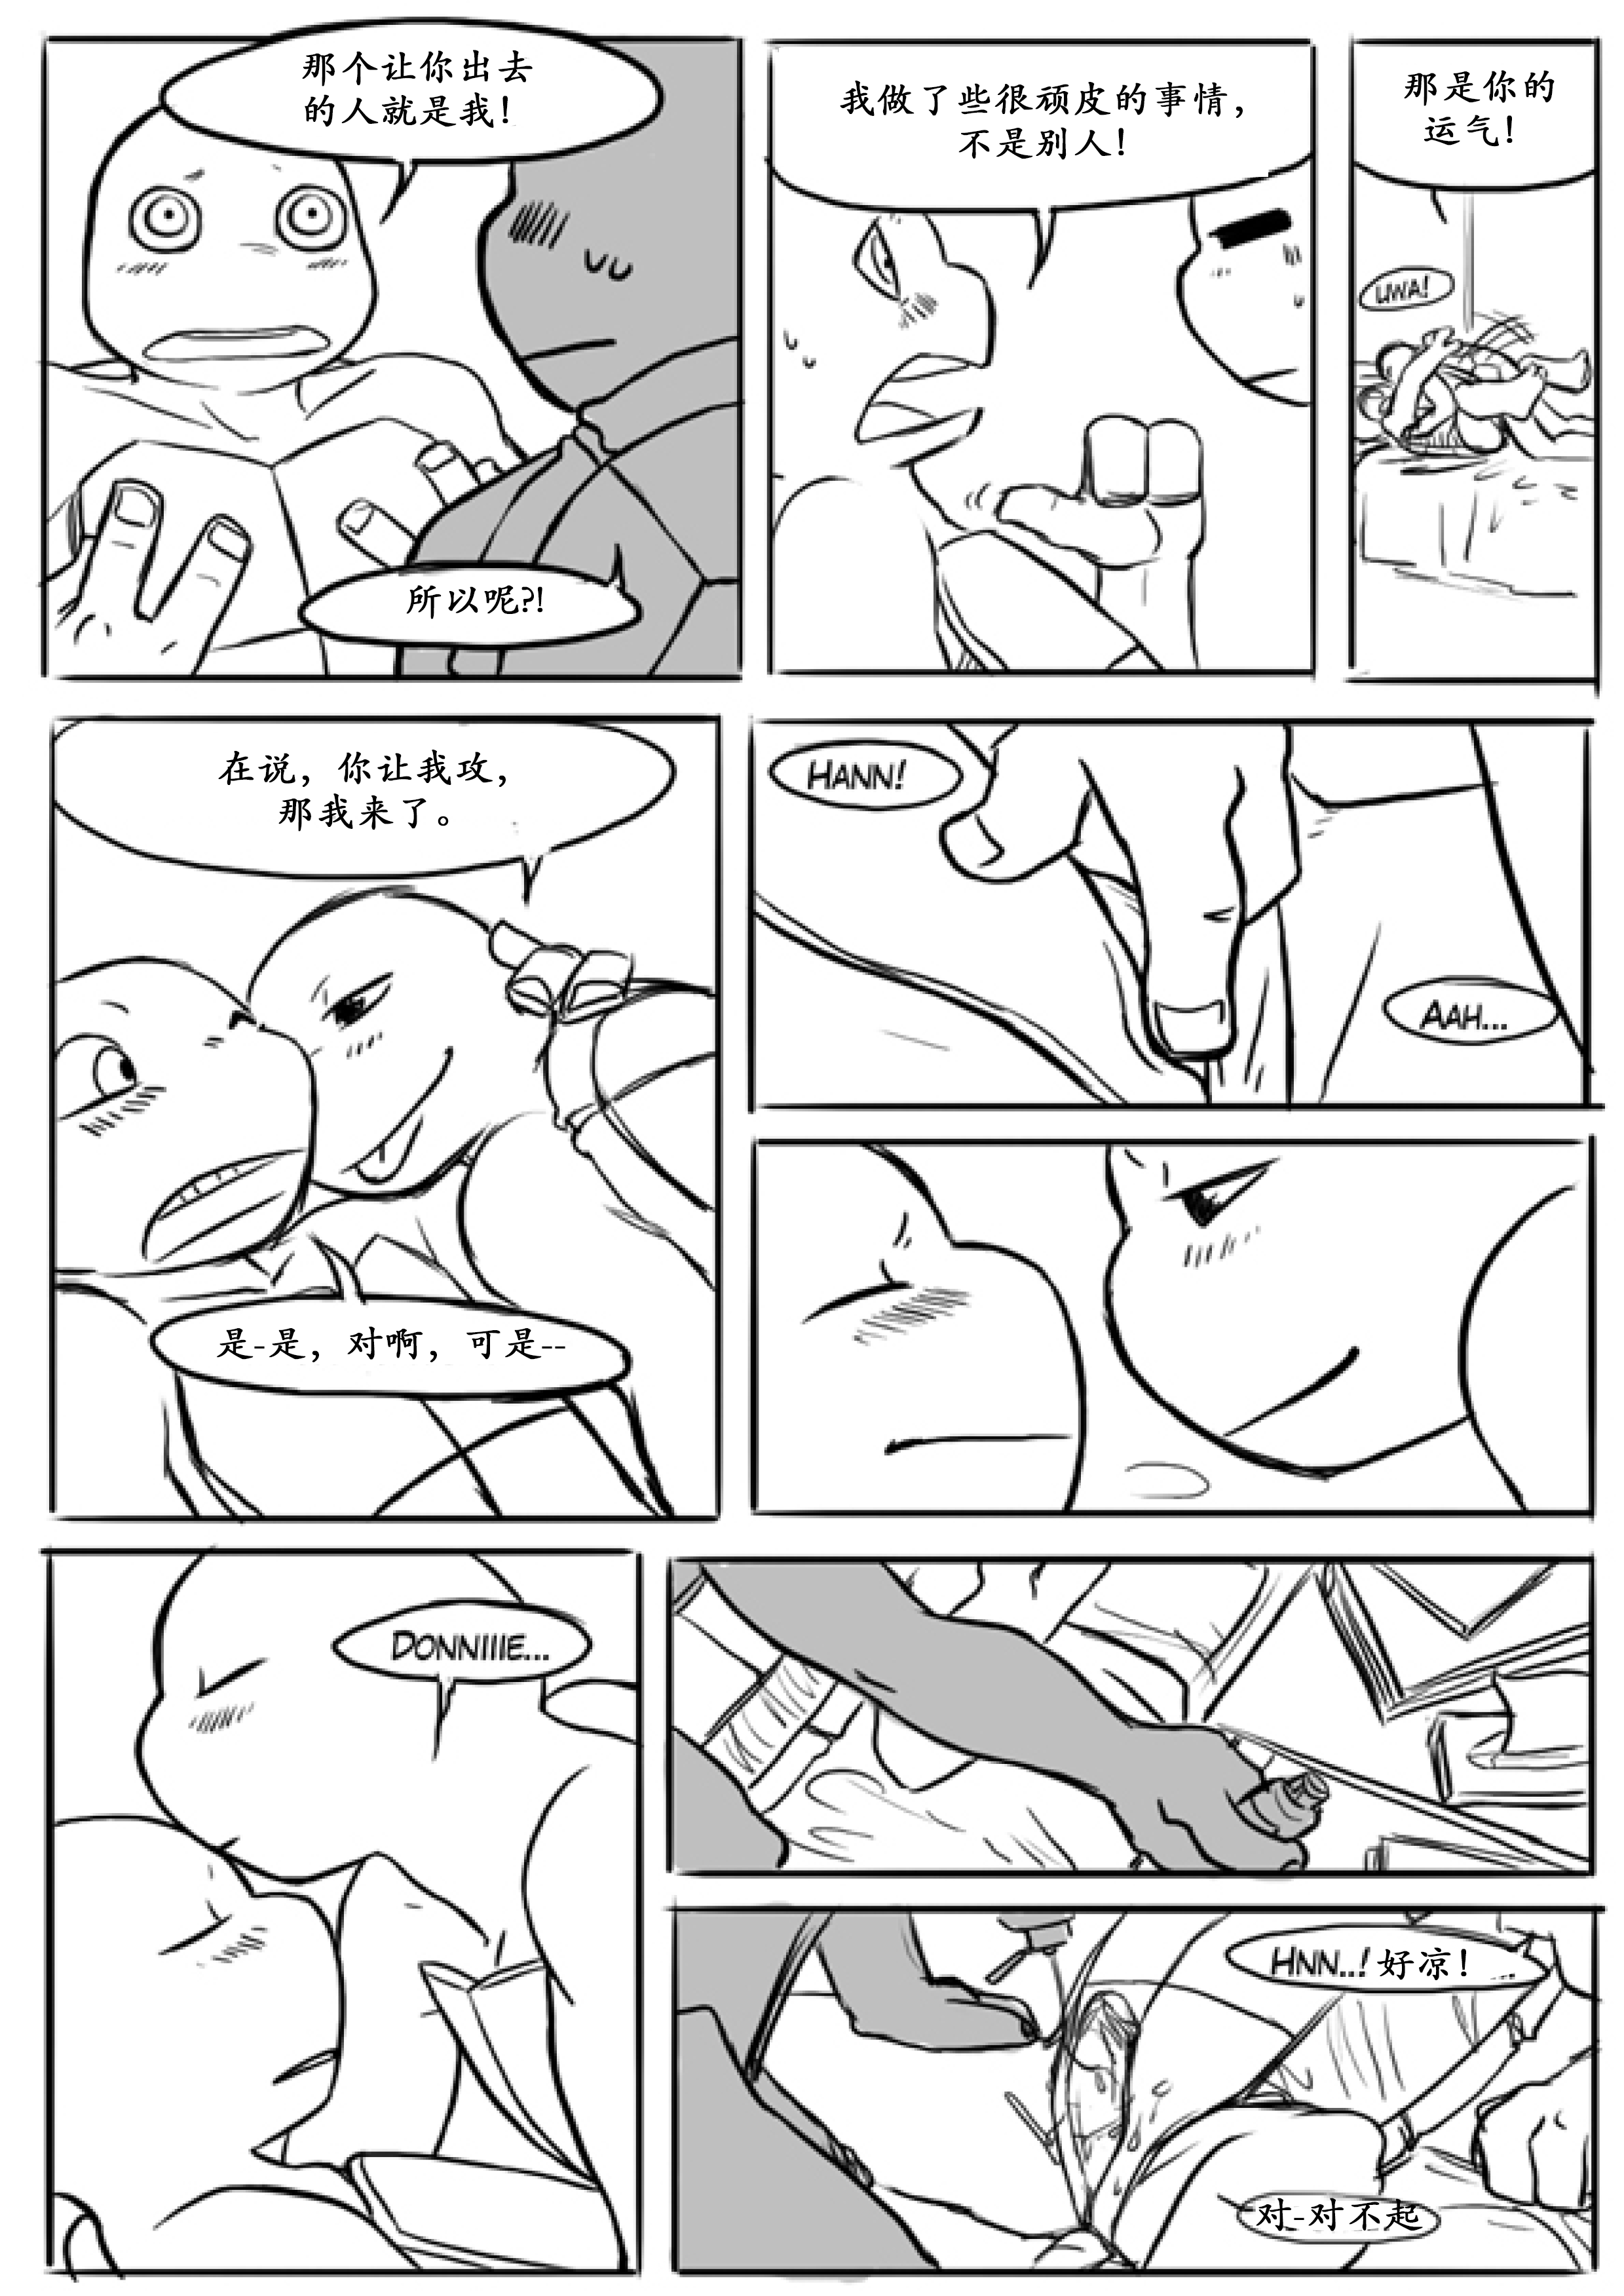 那个让你出去
的人就是我！
所以呢?!
我做了些很顽皮的事情，
不是别人！
那是你的
运气！
UWA!
在说，你让我攻，
那我来了。
是-是，对啊，可是--
HANN!
AAH...
DONNIIIE...
HNN..! 好凉！...
对-对不起